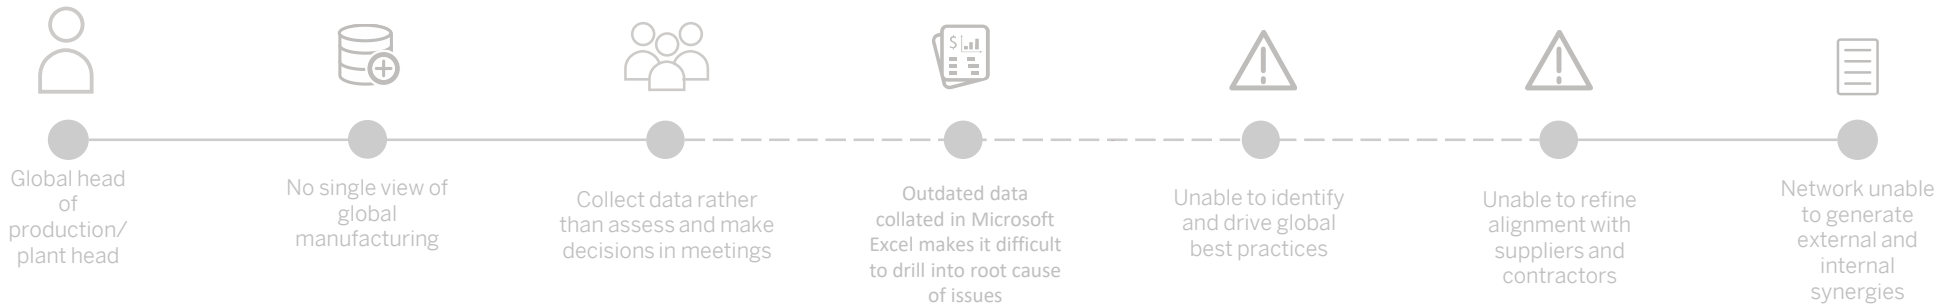 Global head
of
production/
plant head
No single view of
global
manufacturing
Collect data rather
than assess and make
decisions in meetings
$
Outdated data
collated in Microsoft
Excel makes it difficult
to drill into root cause
of issues
Unable to identify
and drive global
best practices
Unable to refine
alignment with
suppliers and
contractors
Network unable
to generate
external and
internal
synergies